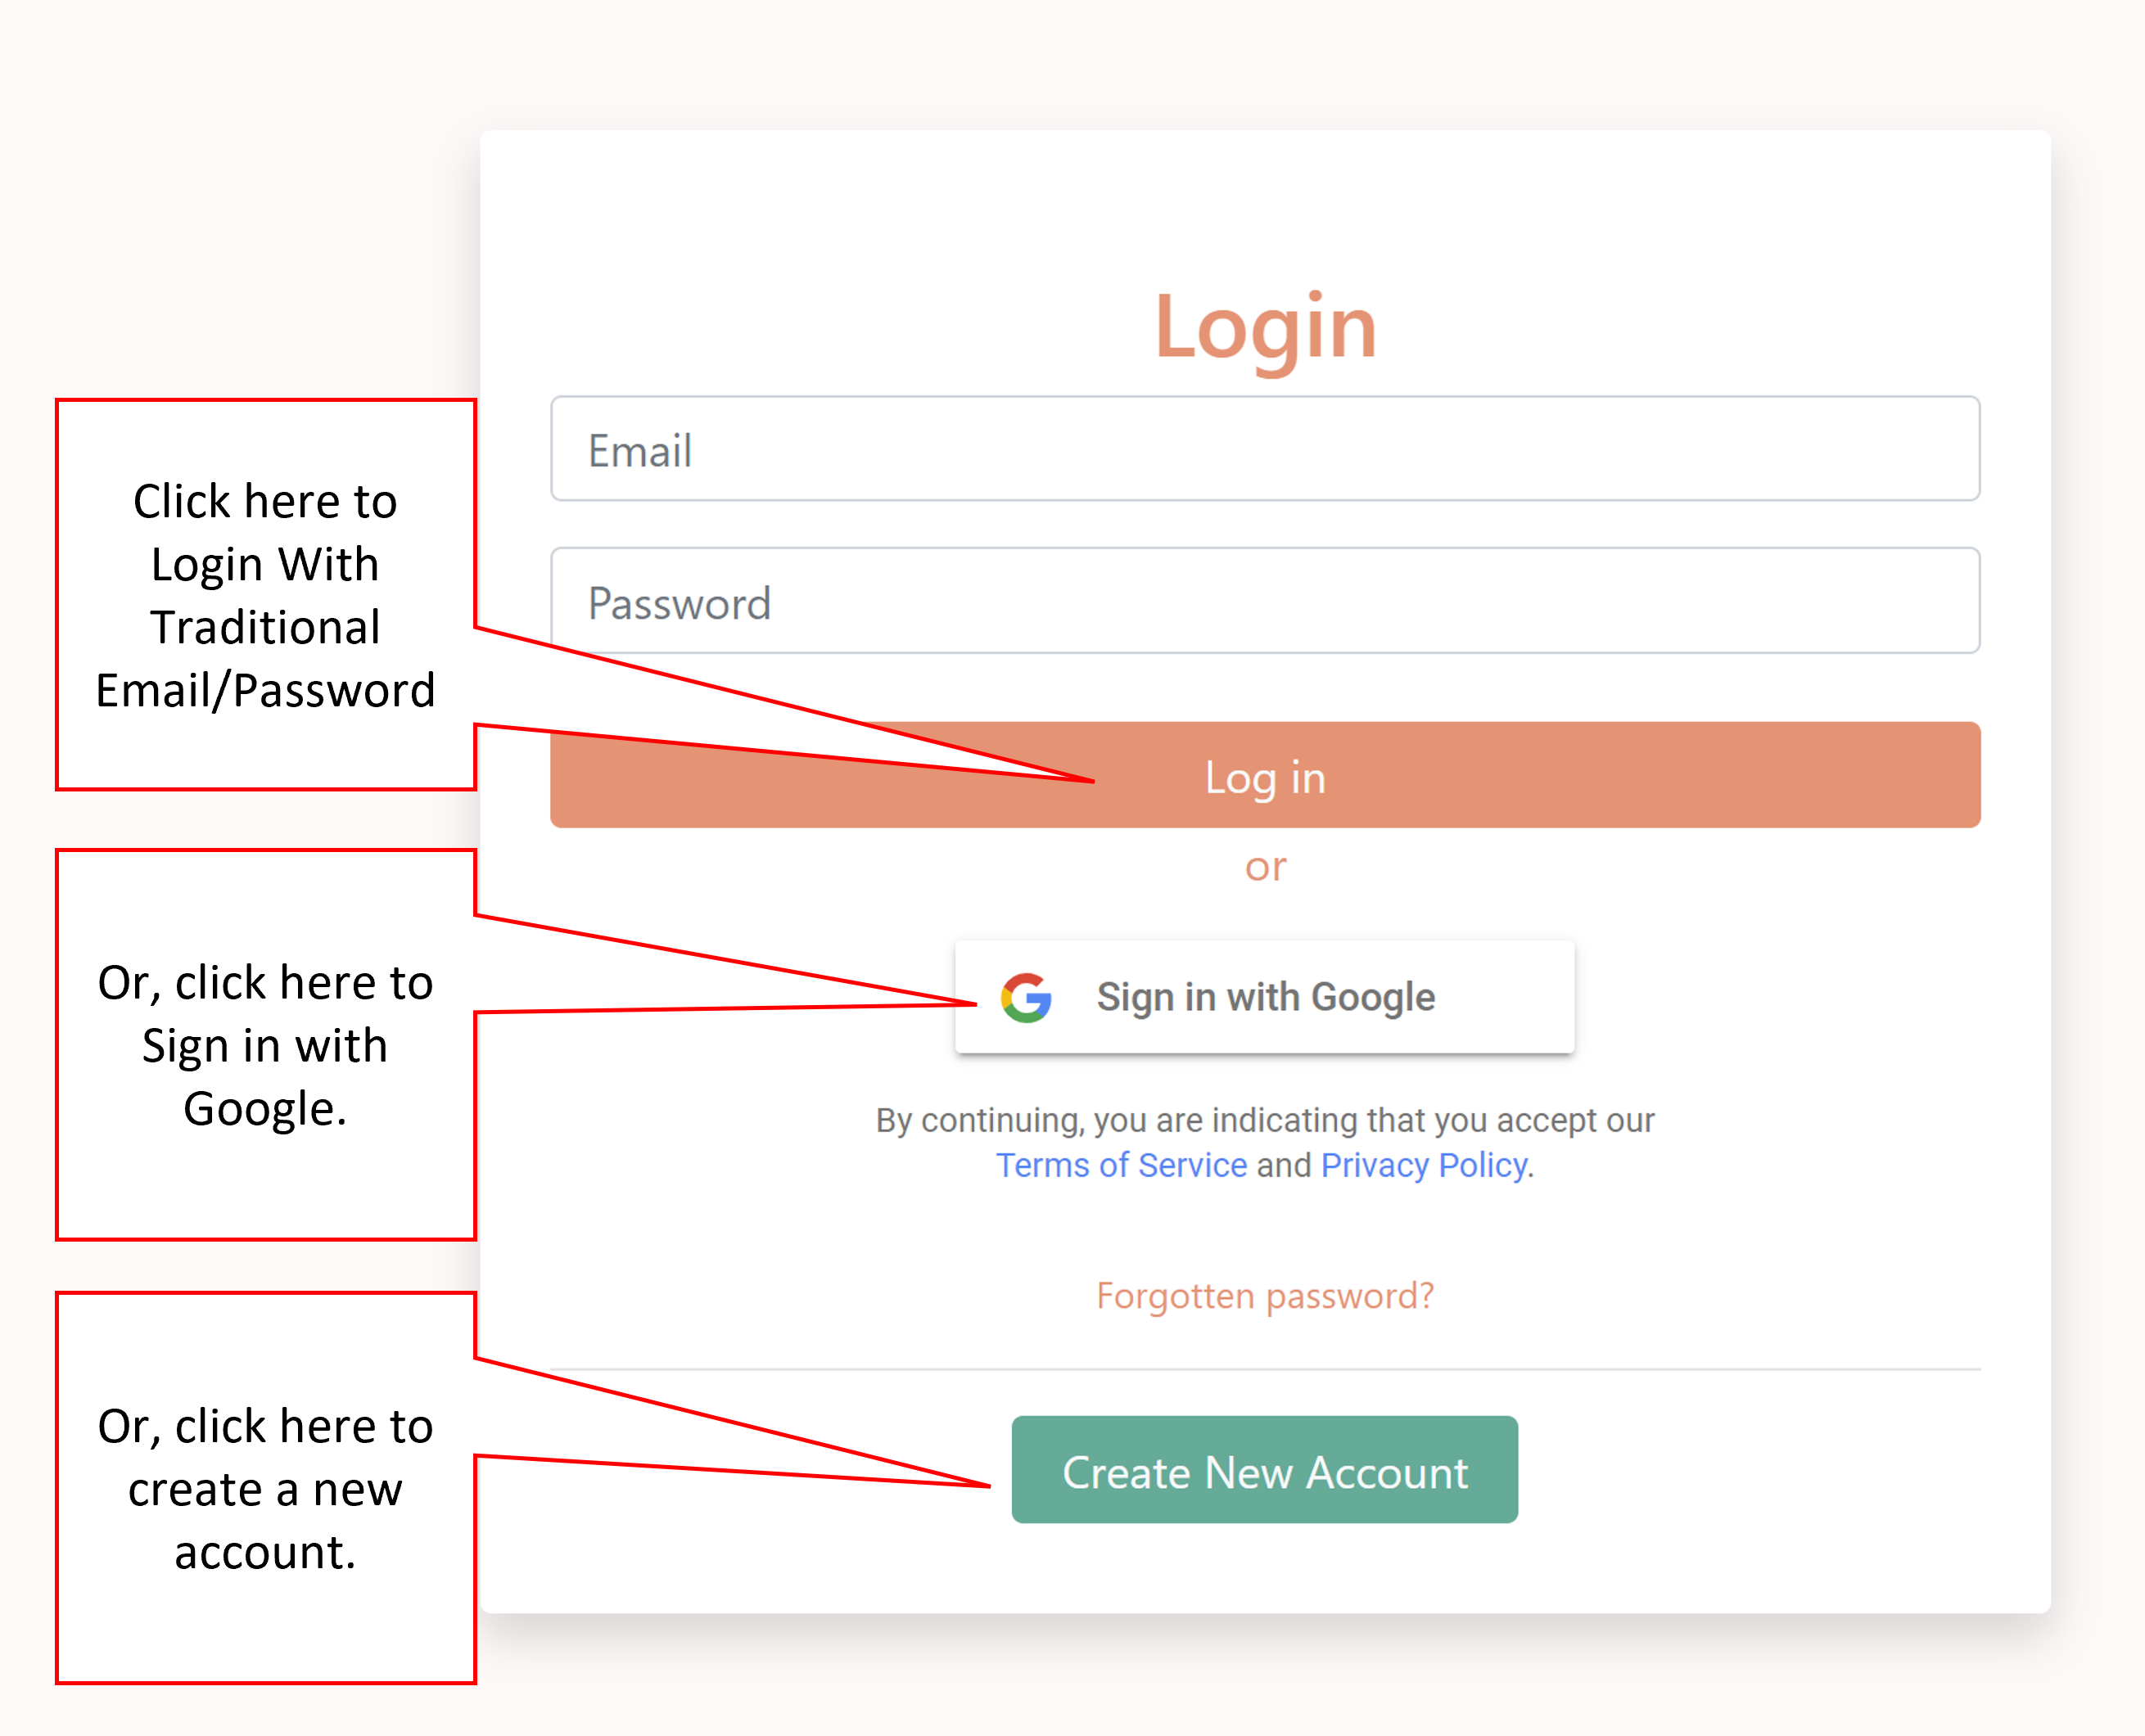 Login
Email
Password
Click here to
Login With
Traditional
Email/Password
Log in
or
Or, click here to
Sign in with
Google.
Sign in with Google
By continuing, you are indicating that you accept our
Terms of Service and Privacy Policy.
Forgotten password?
Or, click here to
create a new
account.
Create New Account